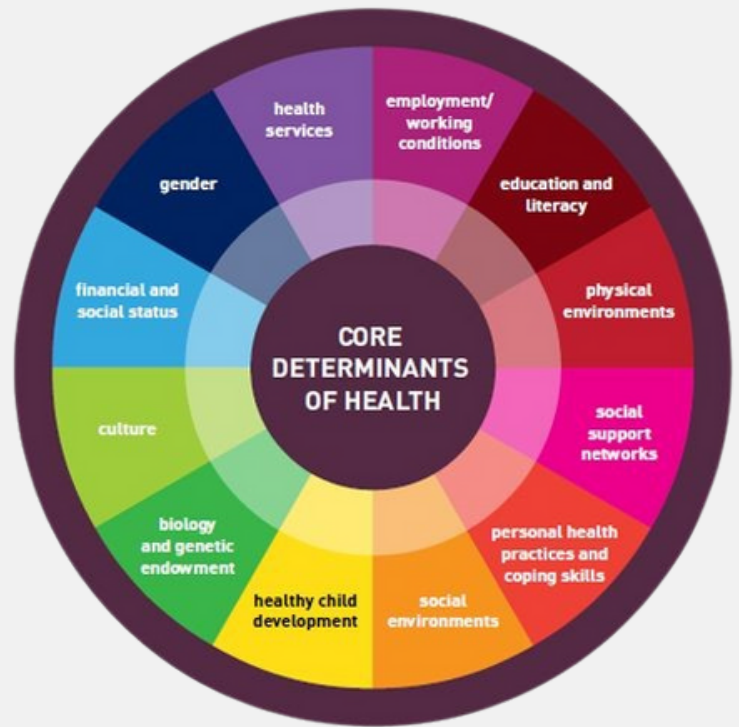 CORE
DETERMINANTS
OF HEALTH
employment/
working
conditions
education and
literacy
physical
environments
social
support
networks
personal health
practices and
coping skills
social
environments
healthy child
development
biology
and genetic
endowment
culture
financial and
social status
gender
health
services